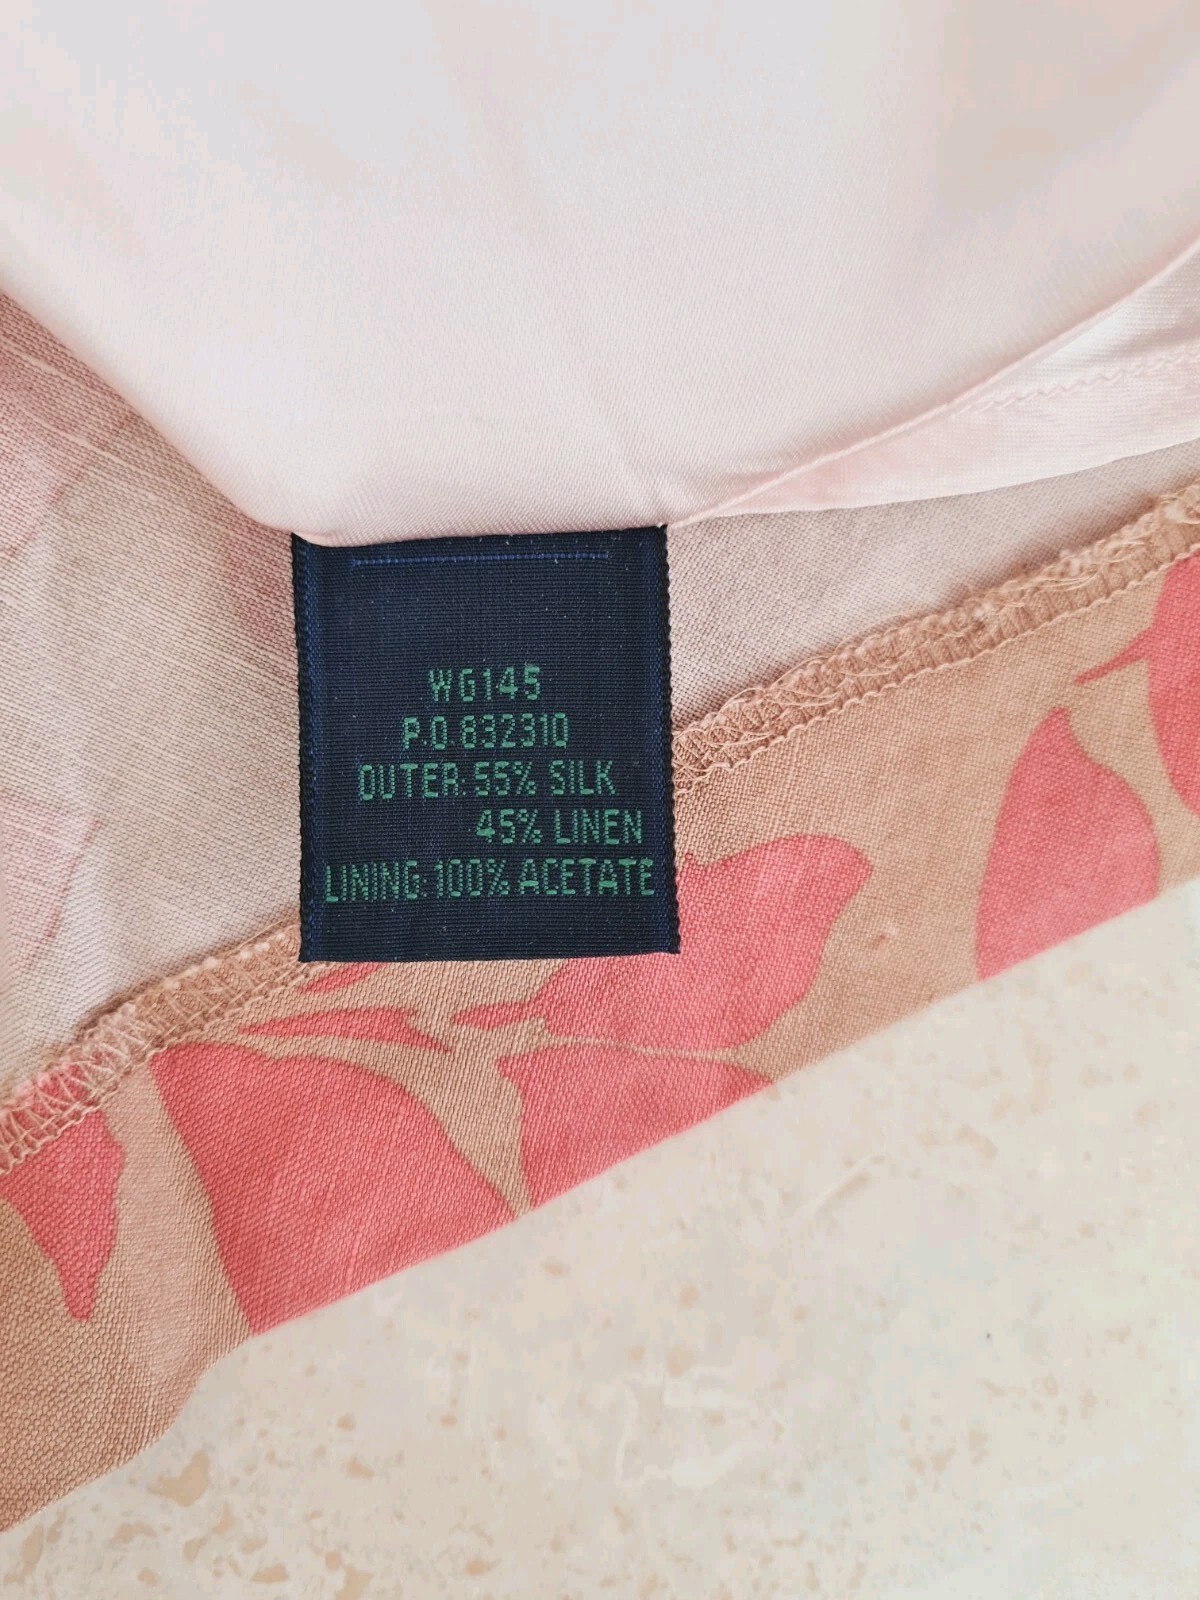 WG145
P.O.832310
OUTER: 55% SILK
45% LINEN
LINING: 100% ACETATE